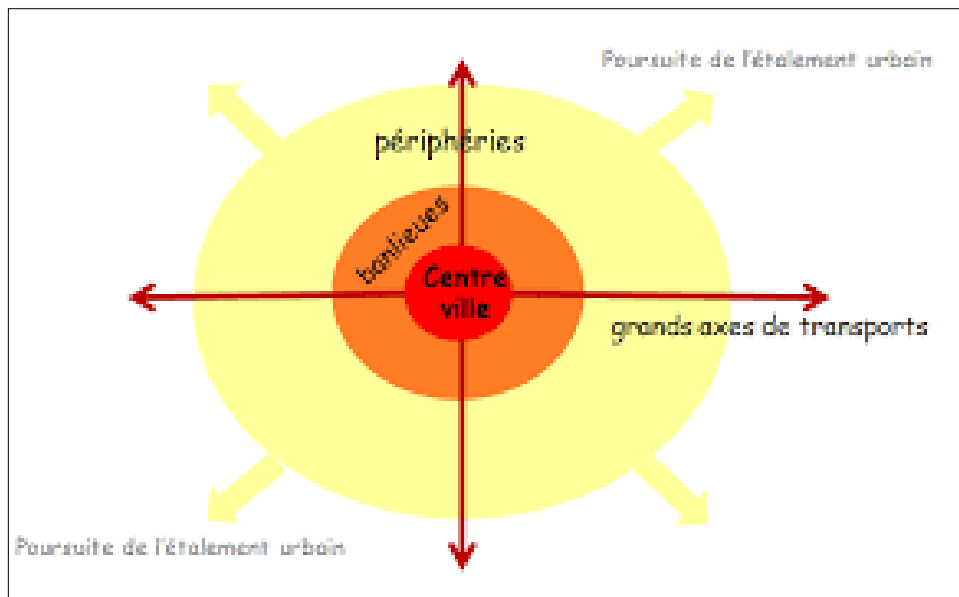 Poursuite de l'étalement urbain
périphéries
banlieues
Centre
ville
grands axes de transports
Poursuite de l'étalement urbain